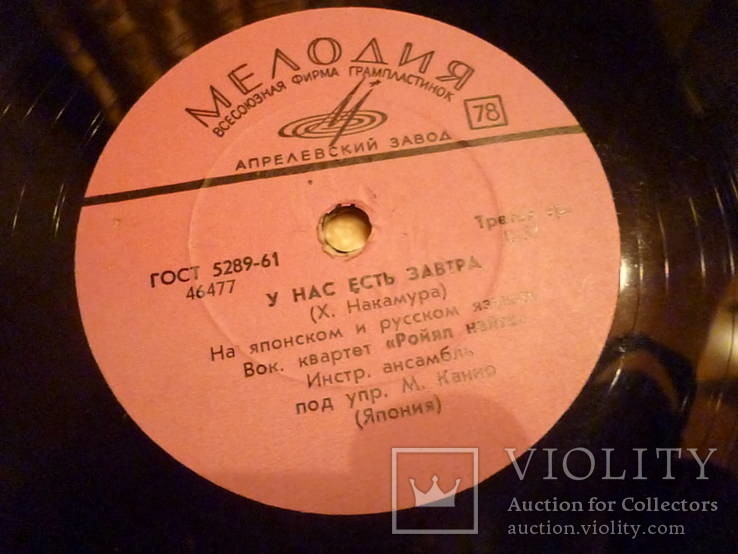 МЕЛОДИЯ
ВСЕСОЮЗНАЯ ФИРМА ГРАМПЛАСТИНОК
78
АПРЕЛЕВСКИЙ ЗАВОД
ГОСТ 5289-61
46477
У НАС ЕСТЬ ЗАВТРА
(Х. Накамура)
На японском и русском
Вок. квартет «Ройял
Инстр. ансамбль
под упр. М. Канио
(Япония)
VIOLITY
Auction for Collectors
auction.violity.com